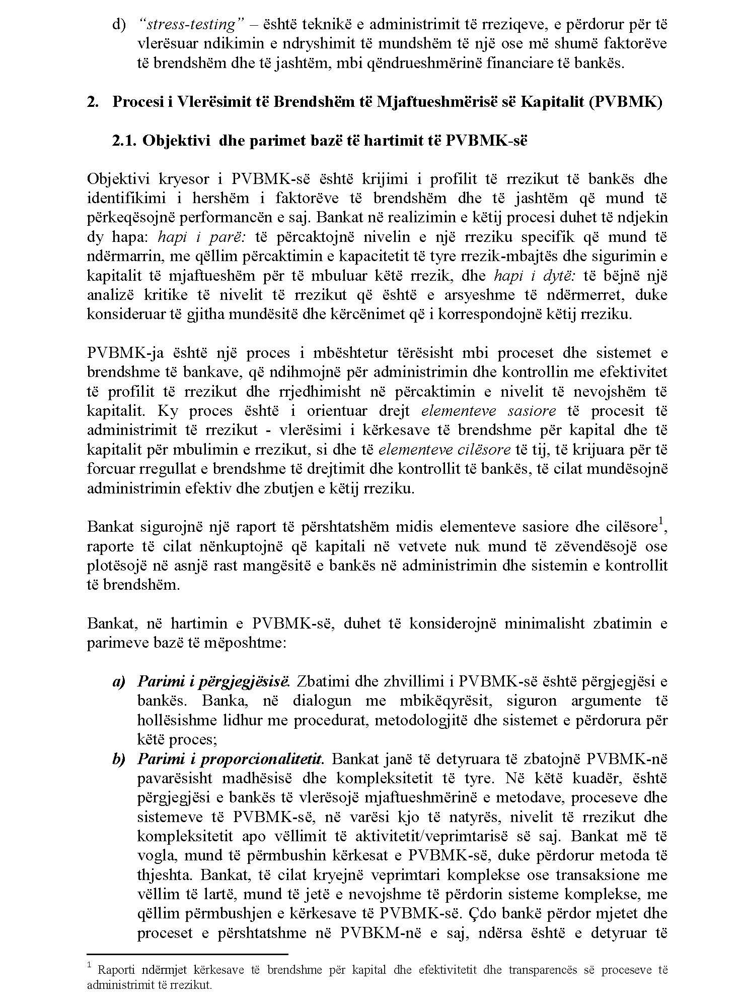 d) “stress-testing” – është teknikë e administrimit të rreziqeve, e përdorur për të
vlerësuar ndikimin e ndryshimit të mundshëm të një ose më shumë faktorëve
të brendshëm dhe të jashtëm, mbi qëndrueshmërinë financiare të bankës.
2. Procesi i Vlerësimit të Brendshëm të Mjaftueshmërisë së Kapitalit (PVBMK)
2.1. Objektivi dhe parimet bazë të hartimit të PVBMK-së
Objektivi kryesor i PVBMK-së është krijimi i profilit të rrezikut të bankës dhe
identifikimi i hershëm i faktorëve të brendshëm dhe të jashtëm që mund të
përkeqësojnë performancën e saj. Bankat në realizimin e këtij procesi duhet të ndjekin
dy hapa: hapi i parë: të përcaktojnë nivelin e një rreziku specifik që mund të
ndërmarrin, me qëllim përcaktimin e kapacitetit të tyre rrezik-mbajtës dhe sigurimin e
kapitalit të mjaftueshëm për të mbuluar këtë rrezik, dhe hapi i dytë: të bëjnë një
analizë kritike të nivelit të rrezikut që është e arsyeshme të ndërmerret, duke
konsideruar të gjitha mundësitë dhe kërcënimet që i korrespondojnë këtij rreziku.
PVBMK-ja është një proces i mbështetur tërësisht mbi proceset dhe sistemet e
brendshme të bankave, që ndihmojnë për administrimin dhe kontrollin me efektivitet
të profilit të rrezikut dhe rrjedhimisht në përcaktimin e nivelit të nevojshëm të
kapitalit. Ky proces është i orientuar drejt elementeve sasiore të procesit të
administrimit të rrezikut - vlerësimi i kërkesave të brendshme për kapital dhe të
kapitalit për mbulimin e rrezikut, si dhe të elementeve cilësore të tij, të krijuara për të
forcuar rregullat e brendshme të drejtimit dhe kontrollit të bankës, të cilat mundësojnë
administrimin efektiv dhe zbutjen e këtij rreziku.
Bankat sigurojnë një raport të përshtatshëm midis elementeve sasiore dhe cilësore1,
raporte të cilat nënkuptojnë që kapitali në vetvete nuk mund të zëvendësojë ose
plotësojë në asnjë rast mangësitë e bankës në administrimin dhe sistemin e kontrollit
të brendshëm.
Bankat, në hartimin e PVBMK-së, duhet të konsiderojnë minimalisht zbatimin e
parimeve bazë të mëposhtme:
a) Parimi i përgjegjësisë. Zbatimi dhe zhvillimi i PVBMK-së është përgjegjësi e
bankës. Banka, në dialogun me mbikëqyrësit, siguron argumente të
hollësishme lidhur me procedurat, metodologjitë dhe sistemet e përdorura për
këtë proces;
b) Parimi i proporcionalitetit. Bankat janë të detyruara të zbatojnë PVBMK-në
pavarësisht madhësisë dhe kompleksitetit të tyre. Në këtë kuadër, është
përgjegjësi e bankës të vlerësojë mjaftueshmërinë e metodave, proceseve dhe
sistemeve të PVBMK-së, në varësi kjo të natyrës, nivelit të rrezikut dhe
kompleksitetit apo vëllimit të aktivitetit/veprimtarisë së saj. Bankat më të
vogla, mund të përmbushin kërkesat e PVBMK-së, duke përdorur metoda të
thjeshta. Bankat, të cilat kryejnë veprimtari komplekse ose transaksione me
vëllim të lartë, mund të jetë e nevojshme të përdorin sisteme komplekse, me
qëllim përmbushjen e kërkesave të PVBMK-së. Çdo bankë përdor mjetet dhe
proceset e përshtatshme në PVBKM-në e saj, ndërsa është e detyruar të
1 Raporti ndërmjet kërkesave të brendshme për kapital dhe efektivitetit dhe transparencës së proceseve të
administrimit të rrezikut.